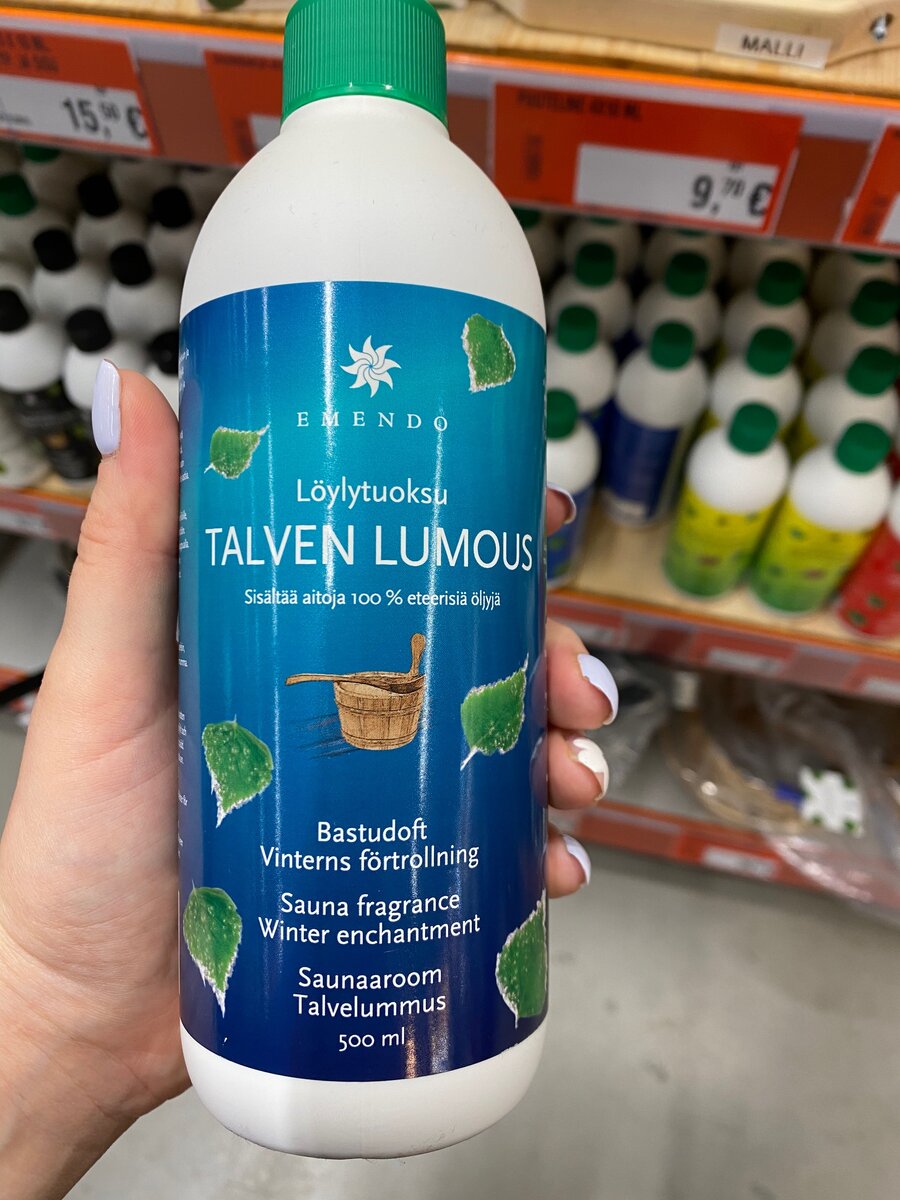 MALLI
15,
€
9,70 €
EMENDO
Löylytuoksu
TALVEN LUMOUS
Sisältää aitoja 100 % eteerisiä öljyjä
Bastudoft
Vinterns förtrollning
Sauna fragrance
Winter enchantment
Saunaaroom
Talvelummus
500 ml